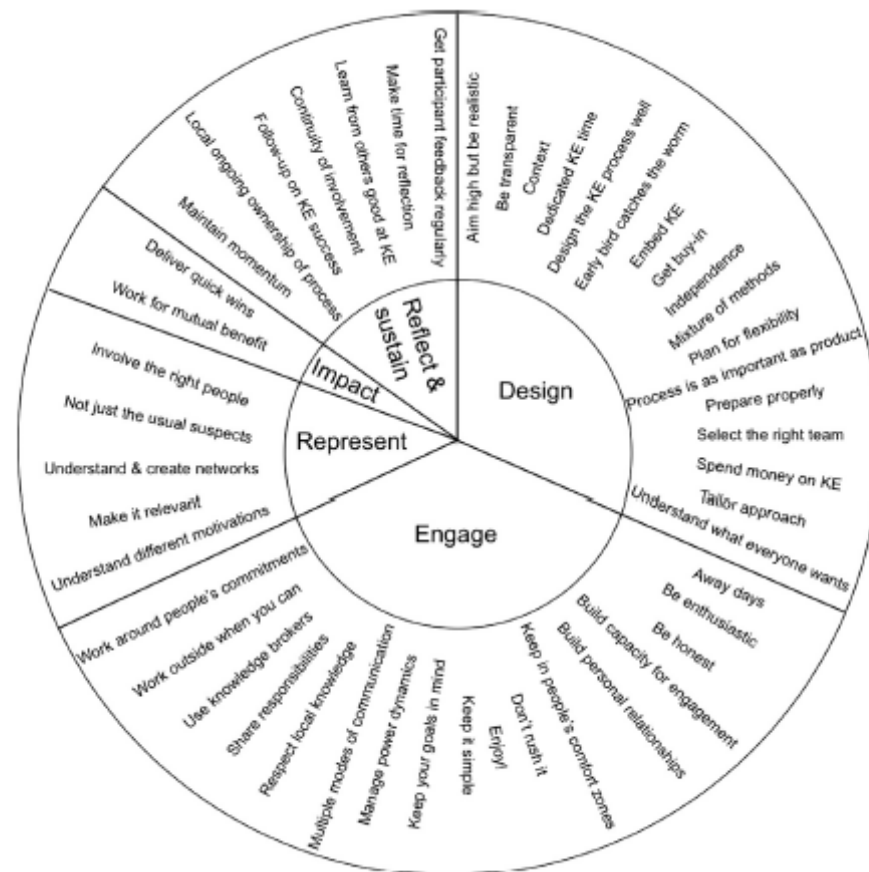 Design
Aim high but be realistic
Be transparent
Context
Dedicated KE time
Design the KE process well
Early bird catches the worm
Embed KE
Get buy-in
Independence
Mixture of methods
Plan for flexibility
Process is as important as product
Prepare properly
Select the right team
Spend money on KE
Tailor approach
Understand what everyone wants
Engage
Away days
Be enthusiastic
Be honest
Build capacity for engagement
Build personal relationships
Keep in people's comfort zones
Don't rush it
Enjoy!
Keep it simple
Keep your goals in mind
Manage power dynamics
Multiple modes of communication
Respect local knowledge
Share responsibilities
Use knowledge brokers
Work outside when you can
Work around people's commitments
Represent
Understand different motivations
Make it relevant
Understand & create networks
Not just the usual suspects
Involve the right people
Impact
Work for mutual benefit
Deliver quick wins
Reflect &
sustain
Maintain momentum
Local ongoing ownership of process
Follow-up on KE success
Continuity of involvement
Learn from others good at KE
Make time for reflection
Get participant feedback regularly